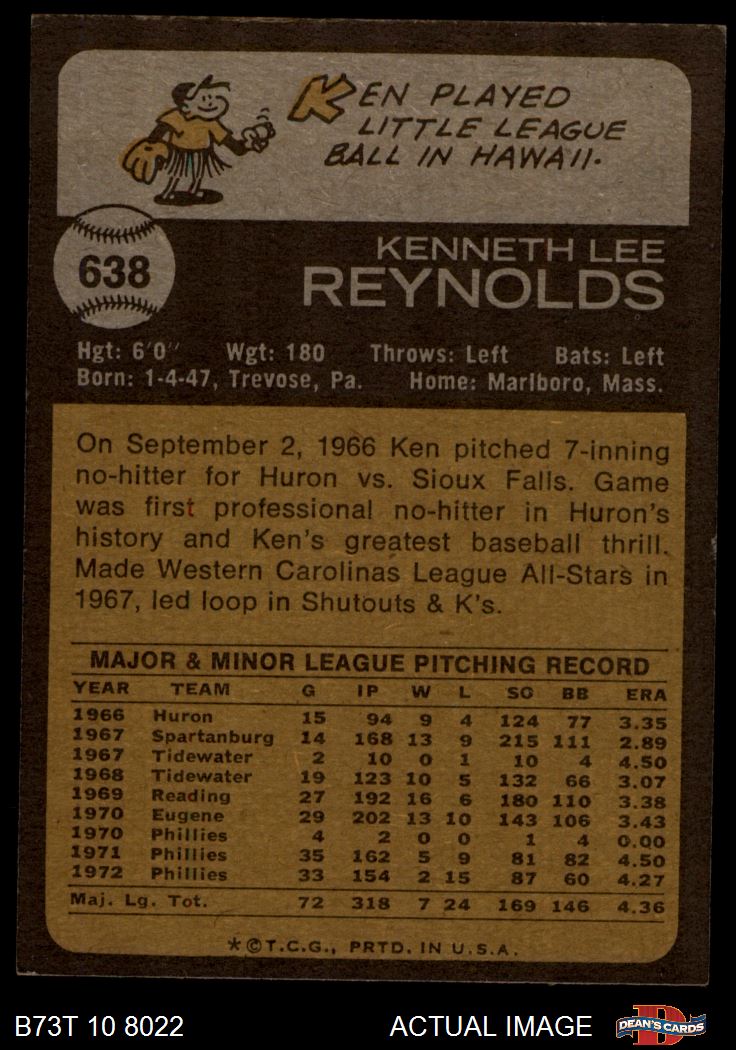 KEN PLAYED
LITTLE LEAGUE
BALL IN HAWAII.
638
KENNETH LEE
REYNOLDS
Hgt: 6'0" Wgt: 180 Throws: Left Bats: Left
Born: 1-4-47, Trevose, Pa. Home: Marlboro, Mass.
On September 2, 1966 Ken pitched 7-inning
no-hitter for Huron vs. Sioux Falls. Game
was first professional no-hitter in Huron's
history and Ken's greatest baseball thrill.
Made Western Carolinas League All-Stars in
1967, led loop in Shutouts & K's.
MAJOR & MINOR LEAGUE PITCHING RECORD
YEAR TEAM G IP W L SO BB ERA
1966 Huron 15 94 9 4 124 77 3.35
1967 Spartanburg 14 168 13 9 215 111 2.89
1967 Tidewater 2 10 0 1 10 4 4.50
1968 Tidewater 19 123 10 5 132 66 3.07
1969 Reading 27 192 16 6 180 110 3.38
1970 Eugene 29 202 13 10 143 106 3.43
1970 Phillies 4 2 0 0 1 4 0.00
1971 Phillies 35 162 5 9 81 82 4.50
1972 Phillies 33 154 2 15 87 60 4.27
Maj. Lg. Tot. 72 318 7 24 169 146 4.36
*©T.C.G., PRTD. IN U.S.A.
B73T 10 8022 ACTUAL IMAGE
D
DEAN'S CARDS